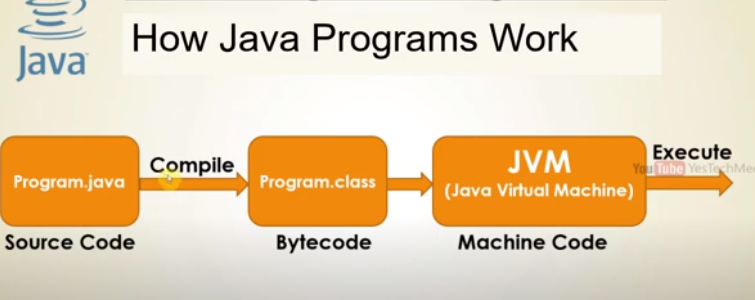 Java
How Java Programs Work
Compile
Program.java
Program.class
JVM
(Java Virtual Machine)
Execute
YouTube YesTechMe
Source Code
Bytecode
Machine Code